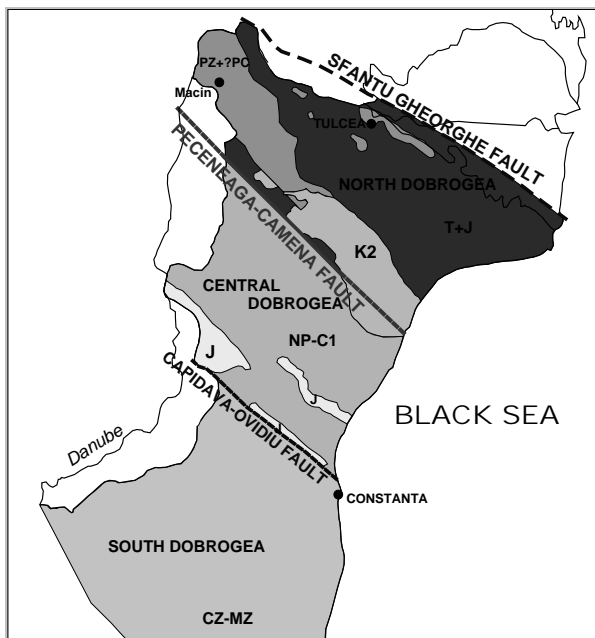 PZ+?PC
Macin
SFANTU GHEORGHE FAULT
TULCEA
PECENEAGA-CAMENA FAULT
NORTH DOBROGEA
T+J
K2
CENTRAL
DOBROGEA
NP-C1
J
J
CAPIDAVA-OVIDIU FAULT
BLACK SEA
Danube
CONSTANTA
SOUTH DOBROGEA
CZ-MZ